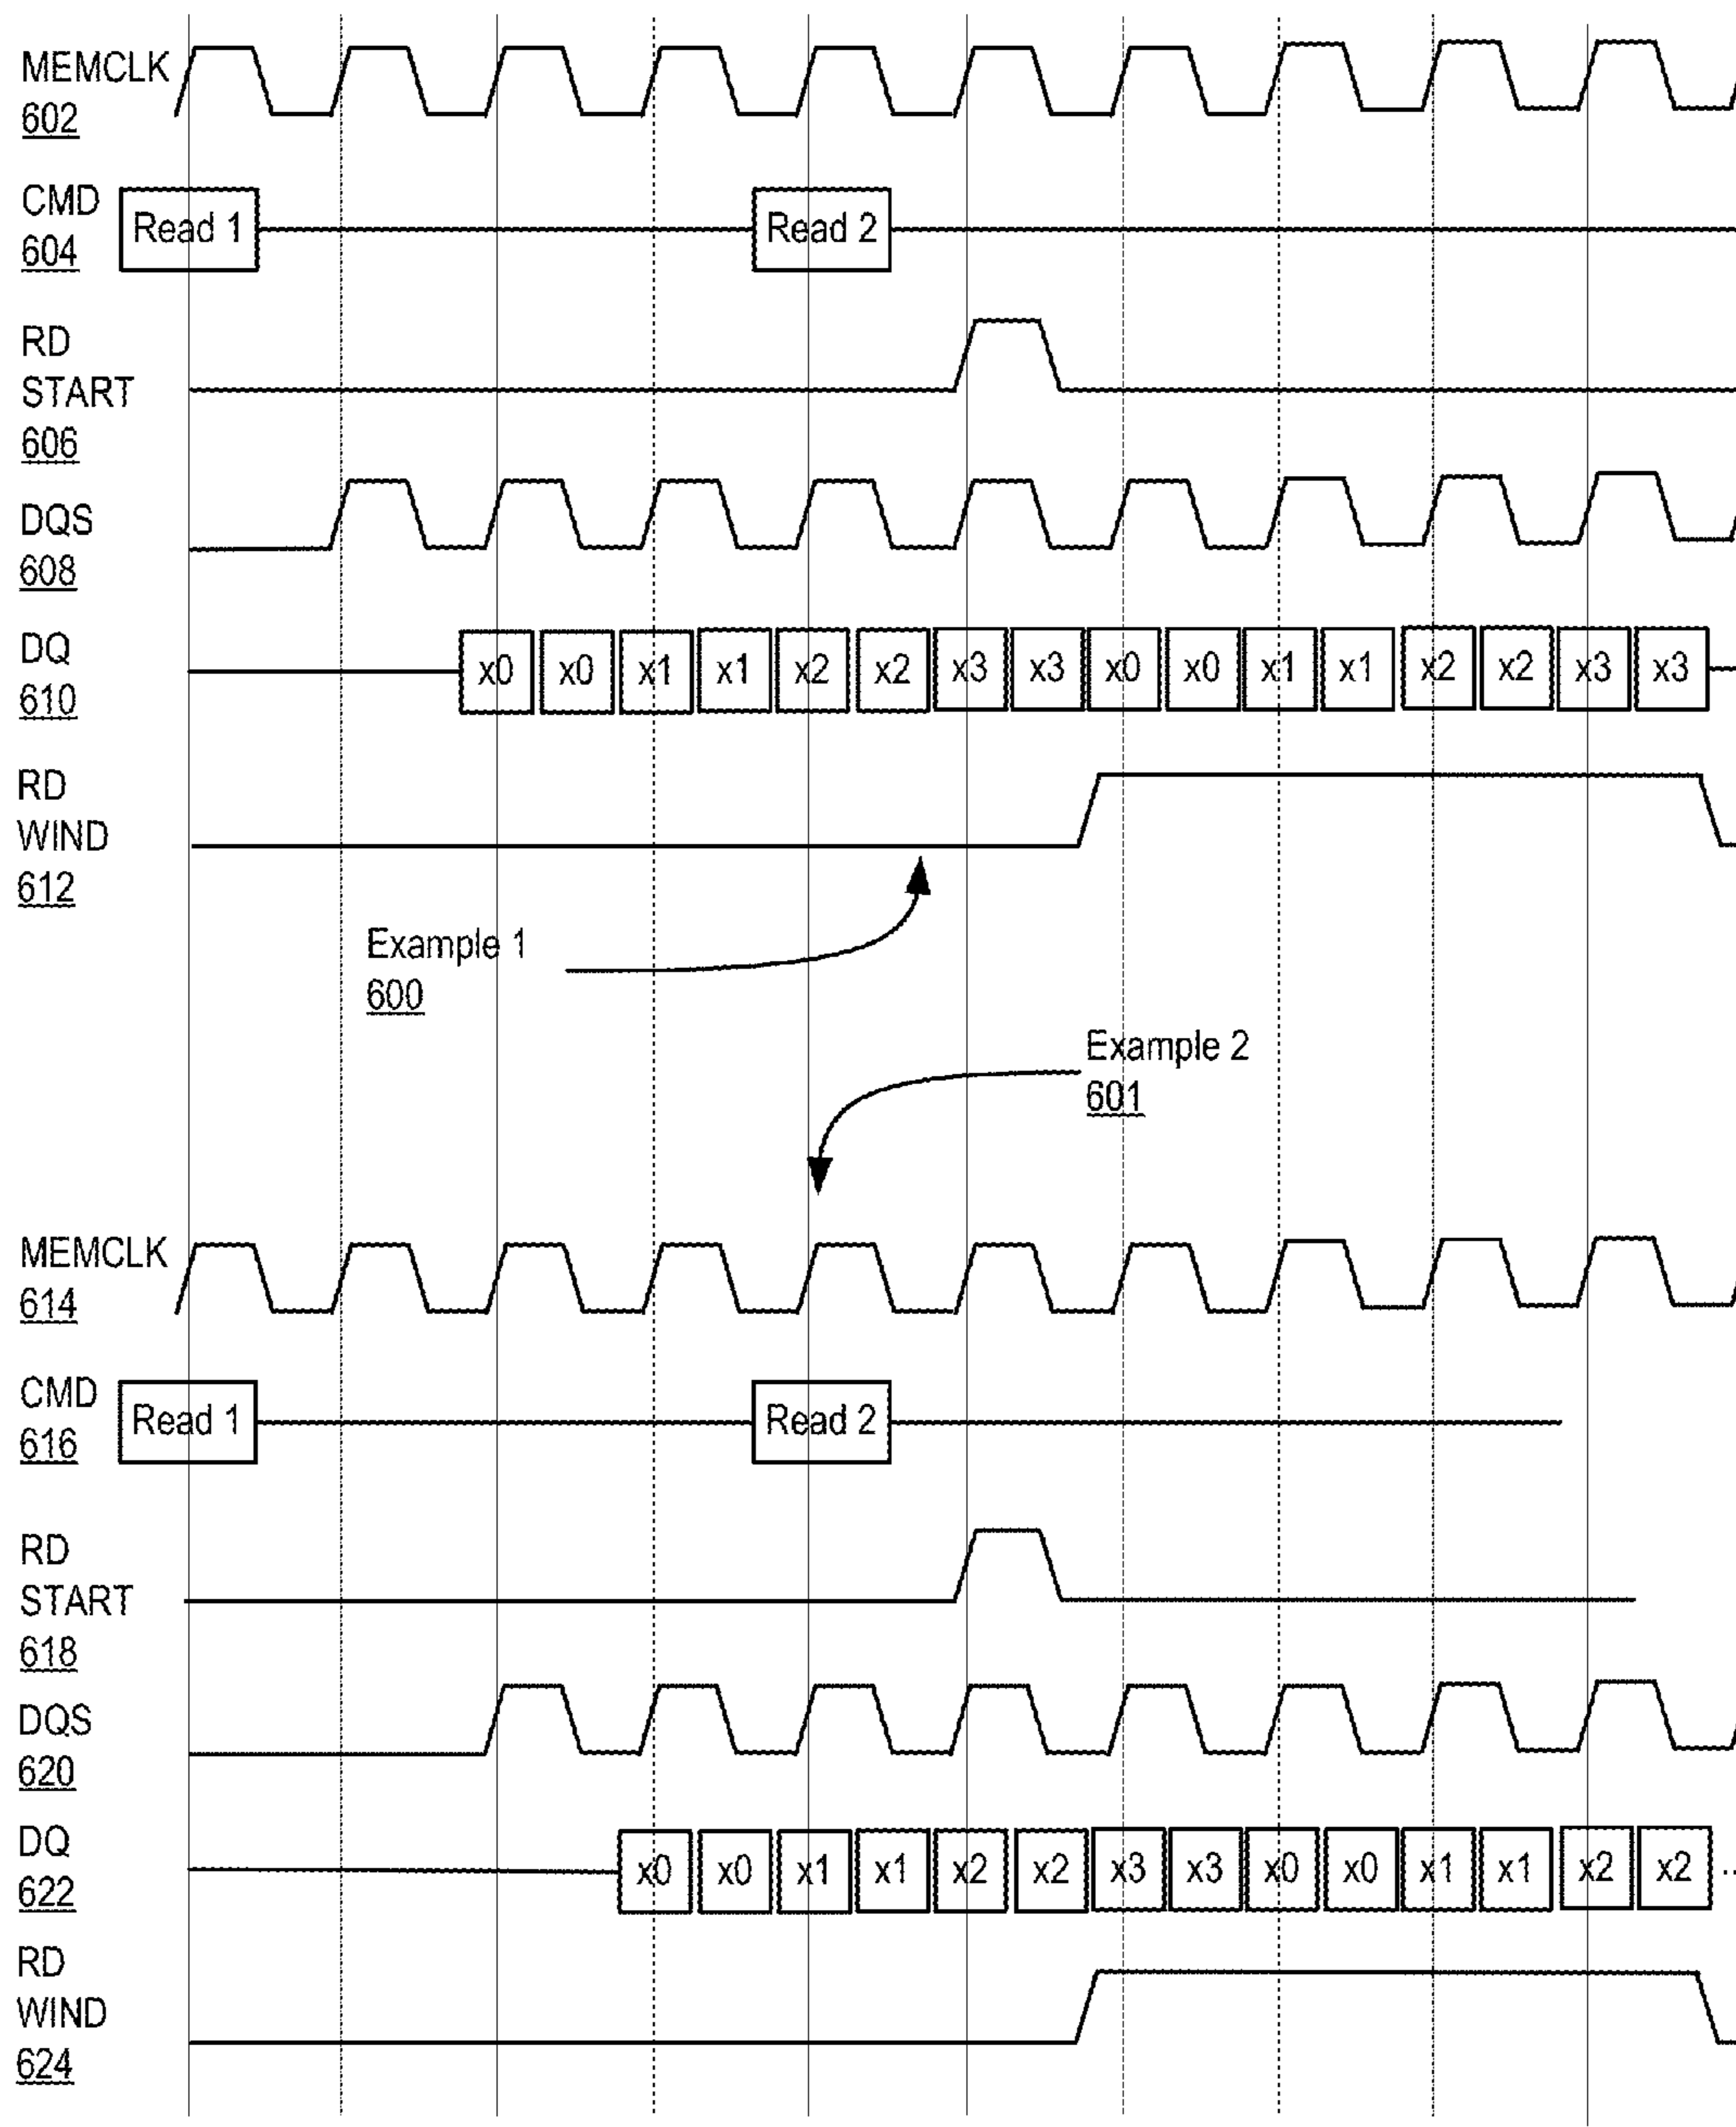 MEMCLK
602
CMD
604
Read 1
Read 2
RD
START
606
DQS
608
DQ
610
x0 x0 x1 x1 x2 x2 x3 x3 x0 x0 x1 x1 x2 x2 x3 x3
RD
WIND
612
Example 1
600
Example 2
601
MEMCLK
614
CMD
616
Read 1
Read 2
RD
START
618
DQS
620
DQ
622
x0 x0 x1 x1 x2 x2 x3 x3 x0 x0 x1 x1 x2 x2 ..
RD
WIND
624